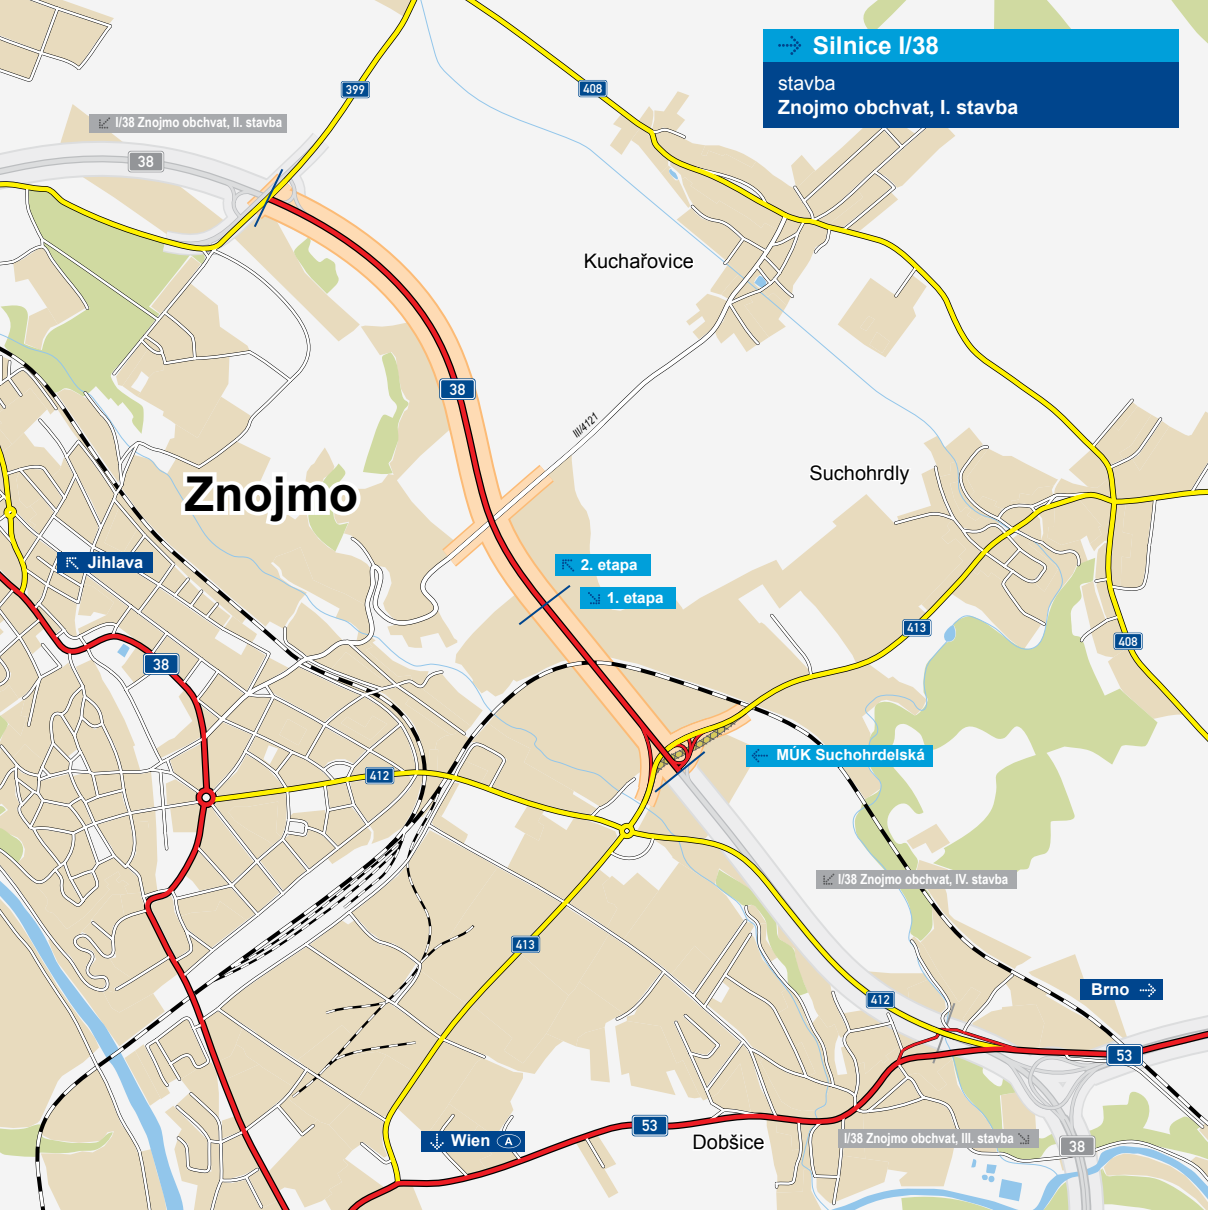 Silnice I/38
stavba
Znojmo obchvat, I. stavba
399
408
I/38 Znojmo obchvat, II. stavba
38
Kuchařovice
38
III/4121
Suchohrdly
Znojmo
Jihlava
2. etapa
1. etapa
413
408
38
MÚK Suchohrdelská
412
I/38 Znojmo obchvat, IV. stavba
413
Brno
412
53
53
Wien A
Dobšice
I/38 Znojmo obchvat, III. stavba
38